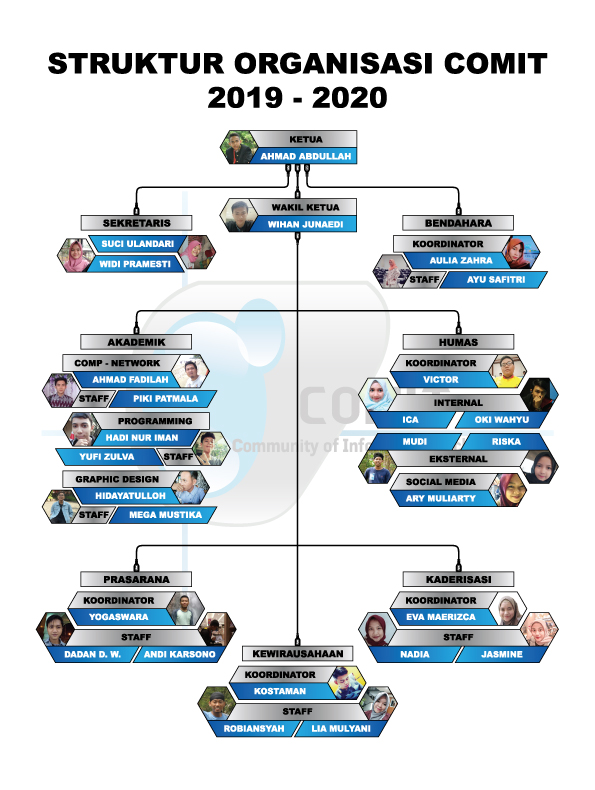 STRUKTUR ORGANISASI COMIT
2019 - 2020
KETUA
AHMAD ABDULLAH
WAKIL KETUA
WIHAN JUNAEDI
SEKRETARIS
SUCI ULANDARI
WIDI PRAMESTI
BENDAHARA
KOORDINATOR
AULIA ZAHRA
STAFF AYU SAFITRI
AKADEMIK
COMP - NETWORK
AHMAD FADILAH
STAFF PIKI PATMALA
PROGRAMMING
HADI NUR IMAN
YUFI ZULVA STAFF
GRAPHIC DESIGN
HIDAYATULLOH
STAFF MEGA MUSTIKA
HUMAS
KOORDINATOR
VICTOR
INTERNAL
ICA OKI WAHYU
MUDI RISKA
EKSTERNAL
SOCIAL MEDIA
ARY MULIARTY
Community of Info
PRASARANA
KOORDINATOR
YOGASWARA
STAFF
DADAN D. W. ANDI KARSONO
KEWIRAUSAHAAN
KOORDINATOR
KOSTAMAN
STAFF
ROBIANSYAH LIA MULYANI
KADERISASI
KOORDINATOR
EVA MAERIZCA
STAFF
NADIA JASMINE